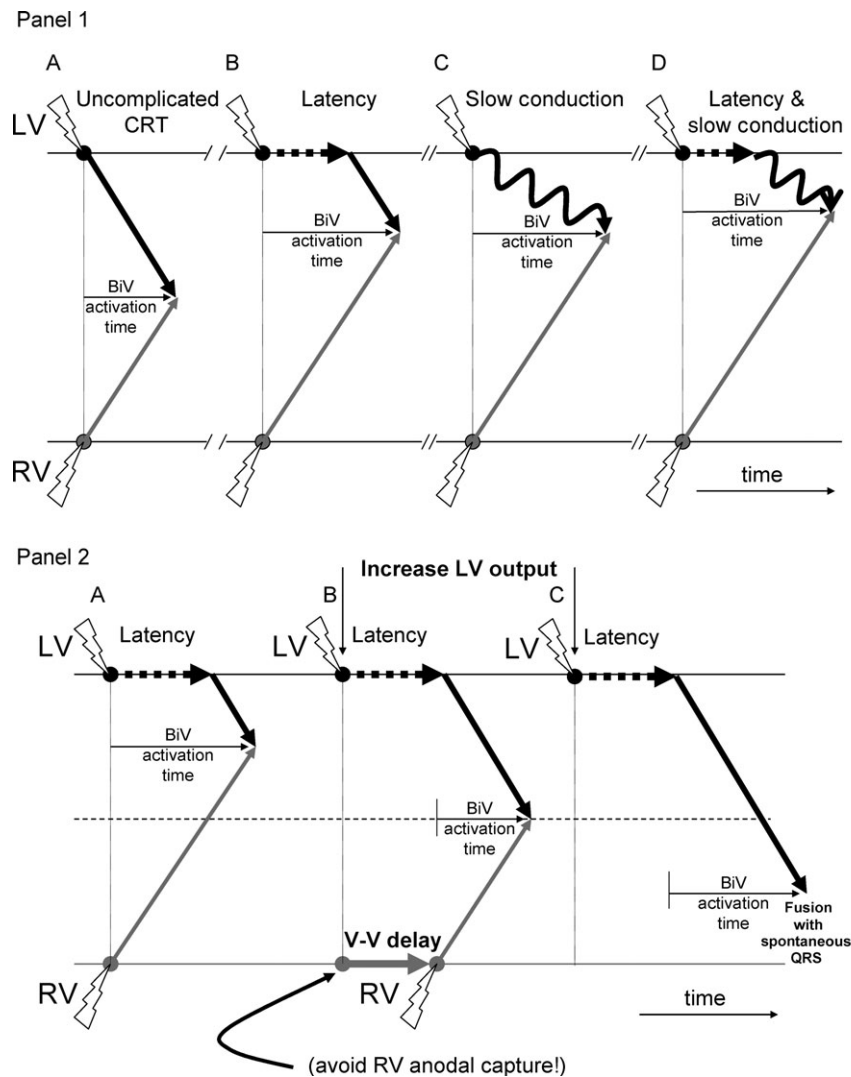 Panel 1
A
B
C
D
Uncomplicated
CRT
Latency
Slow conduction
Latency &
slow conduction
LV
//
//
//
BiV
activation
time
BiV
activation
time
BiV
activation
time
BiV
activation
time
//
//
//
RV
time
Panel 2
Increase LV output
A
B
C
LV
Latency
LV
Latency
LV
Latency
BiV
activation
time
BiV
activation
time
BiV
activation
time
Fusion
with
spontaneous
QRS
V-V delay
RV
RV
time
(avoid RV anodal capture!)